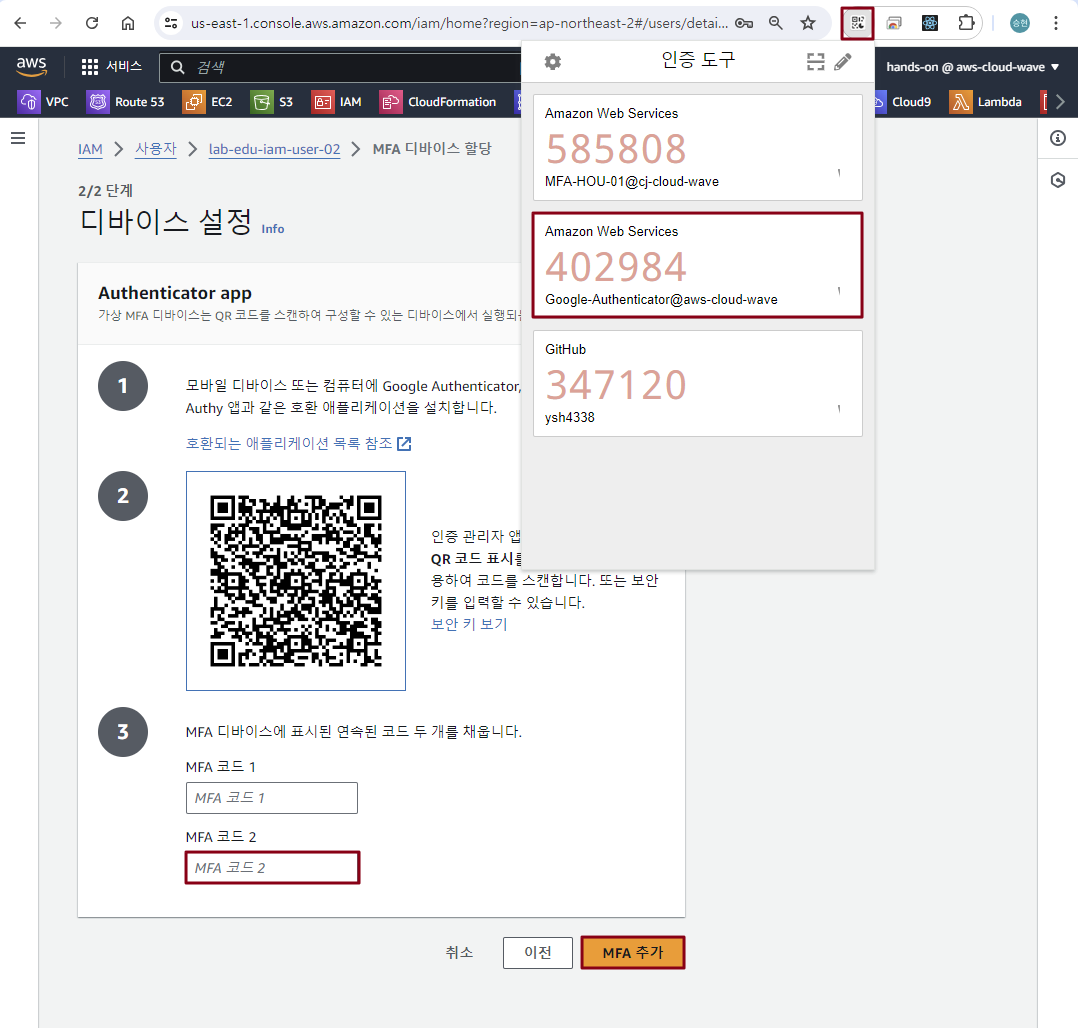 us-east-1.console.aws.amazon.com/iam/home?region=ap-northeast-2#/users/detai...
승현
aws
서비스
검색
hands-on @ aws-cloud-wave
VPC
Route 53
EC2
S3
IAM
CloudFormation
Cloud9
Lambda
IAM
사용자
lab-edu-iam-user-02
MFA 디바이스 할당
2/2 단계
디바이스 설정 Info
Authenticator app
가상 MFA 디바이스는 QR 코드를 스캔하여 구성할 수 있는 디바이스에서 실행되는
1
모바일 디바이스 또는 컴퓨터에 Google Authenticator,
Authy 앱과 같은 호환 애플리케이션을 설치합니다.
호환되는 애플리케이션 목록 참조
2
인증 관리자 앱
QR 코드 표시를
용하여 코드를 스캔합니다. 또는 보안
키를 입력할 수 있습니다.
보안 키 보기
3
MFA 디바이스에 표시된 연속된 코드 두 개를 채웁니다.
MFA 코드 1
MFA 코드 1
MFA 코드 2
MFA 코드 2
취소
이전
MFA 추가
인증 도구
Amazon Web Services
585808
MFA-HOU-01@cj-cloud-wave
Amazon Web Services
402984
Google-Authenticator@aws-cloud-wave
GitHub
347120
ysh4338